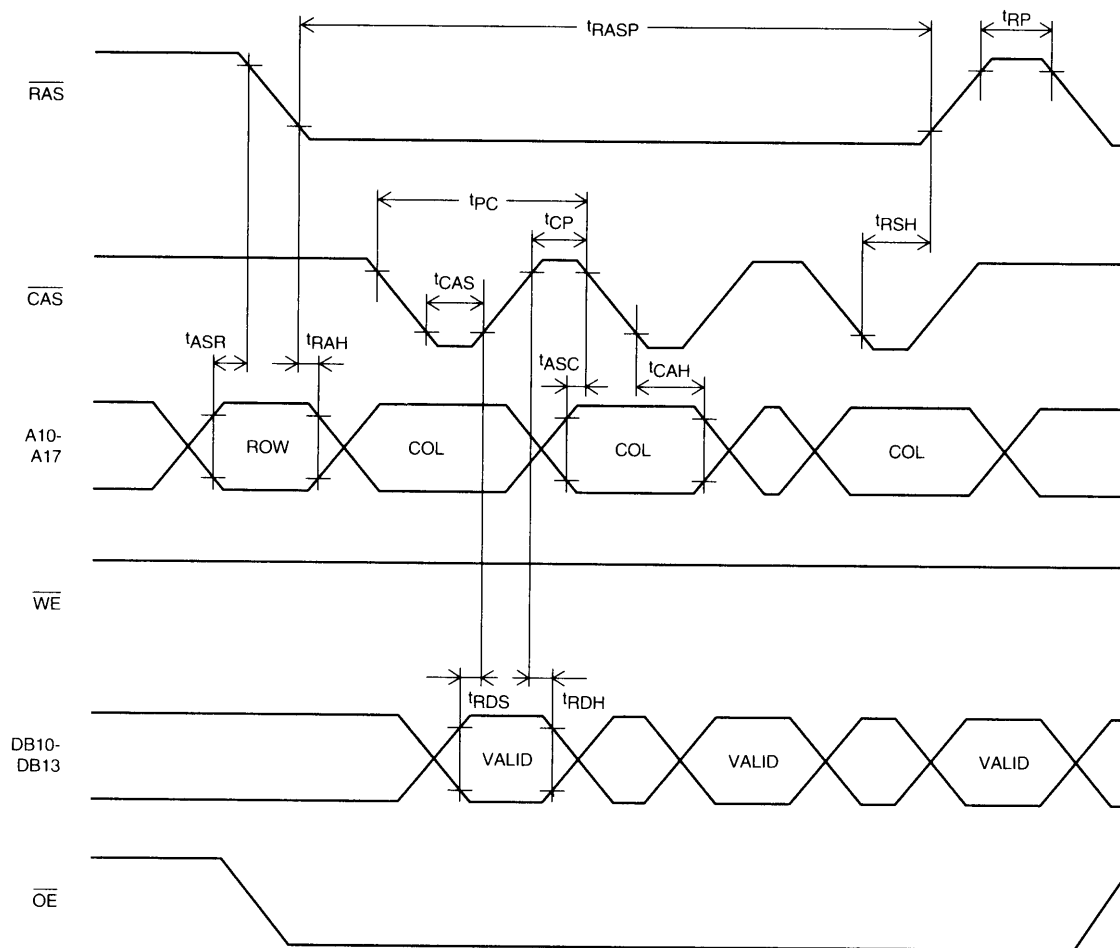 tRASP
tRP
RAS
tPC
tCP
tRSH
CAS
tCAS
tASR
tRAH
tASC
tCAH
A10-
A17
ROW
COL
COL
COL
WE
tRDS
tRDH
DB10-
DB13
VALID
VALID
VALID
OE